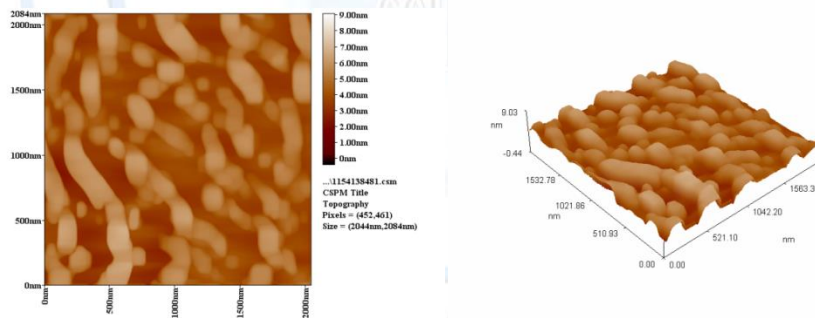 2084nm
2000nm
1500nm
1000nm
500nm
0nm
0nm
500nm
1000nm
1500nm
2000nm
9.00nm
8.00nm
7.00nm
6.00nm
5.00nm
4.00nm
3.00nm
2.00nm
1.00nm
0nm
...\1154138481.csm
CSPM Title
Topography
Pixels = (452,461)
Size = (2044nm,2084nm)
9.03
nm
-0.44
1532.78
1021.86
nm
510.93
0.00
0.00
521.10
1042.20
nm
1563.3